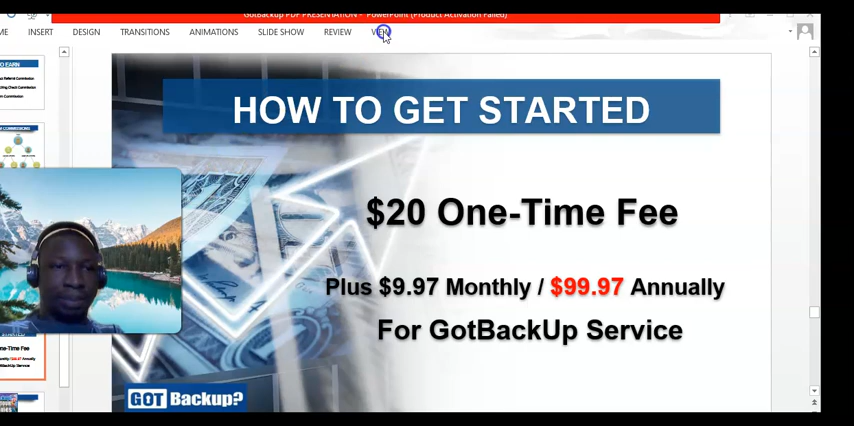 GotBackup PDF PRESENTATION - PowerPoint (Product Activation Failed)
INSERT
DESIGN
TRANSITIONS
ANIMATIONS
SLIDE SHOW
REVIEW
VIEW
HOW TO GET STARTED
$20 One-Time Fee
Plus $9.97 Monthly / $99.97 Annually
For GotBackUp Service
GOT Backup?